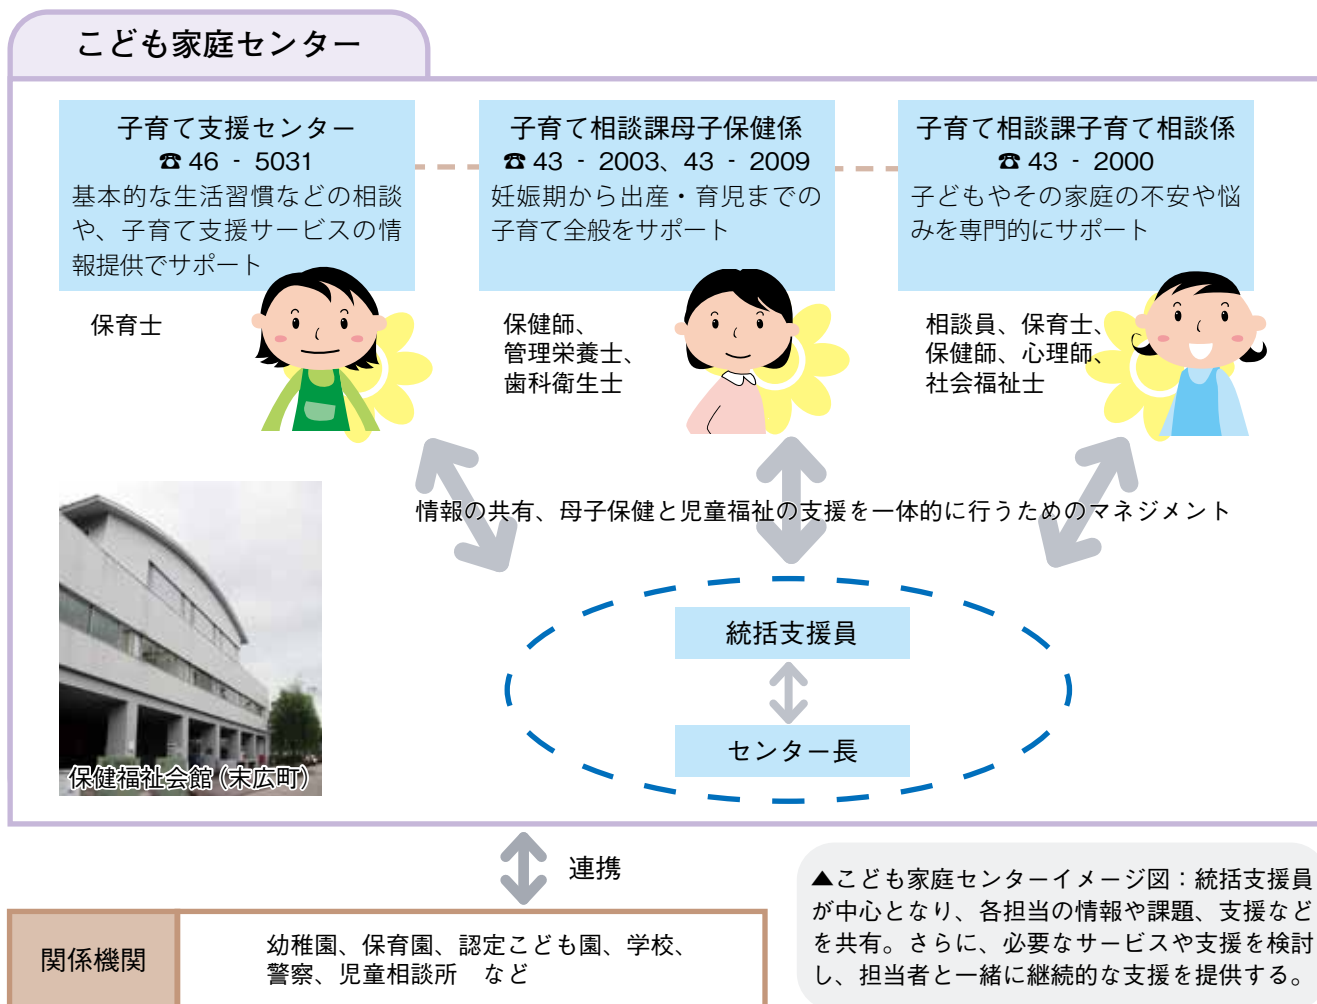 こども家庭センター
子育て支援センター
☎ 46 - 5031
基本的な生活習慣などの相談
や、子育て支援サービスの情
報提供でサポート
保育士
子育て相談課母子保健係
☎ 43 - 2003、43 - 2009
妊娠期から出産・育児までの
子育て全般をサポート
保健師、
管理栄養士、
歯科衛生士
子育て相談課子育て相談係
☎ 43 - 2000
子どもやその家庭の不安や悩
みを専門的にサポート
相談員、保育士、
保健師、心理師、
社会福祉士
情報の共有、母子保健と児童福祉の支援を一体的に行うためのマネジメント
統括支援員
センター長
保健福祉会館（末広町）
連携
関係機関
幼稚園、保育園、認定こども園、学校、
警察、児童相談所　など
▲こども家庭センターイメージ図：統括支援員
が中心となり、各担当の情報や課題、支援など
を共有。さらに、必要なサービスや支援を検討
し、担当者と一緒に継続的な支援を提供する。